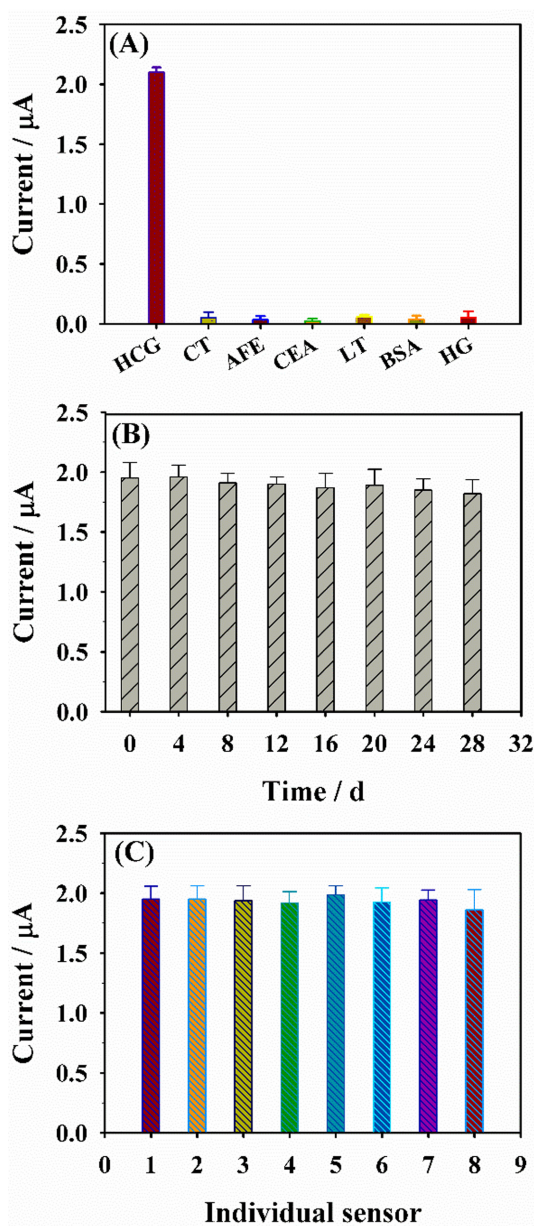 (A)
Current / μA
2.5
2.0
1.5
1.0
0.5
0.0
HCG CT AFE CEA LT BSA HG
(B)
Current / μA
2.5
2.0
1.5
1.0
0.5
0.0
0 4 8 12 16 20 24 28 32
Time / d
(C)
Current / μA
2.5
2.0
1.5
1.0
0.5
0.0
0 1 2 3 4 5 6 7 8 9
Individual sensor